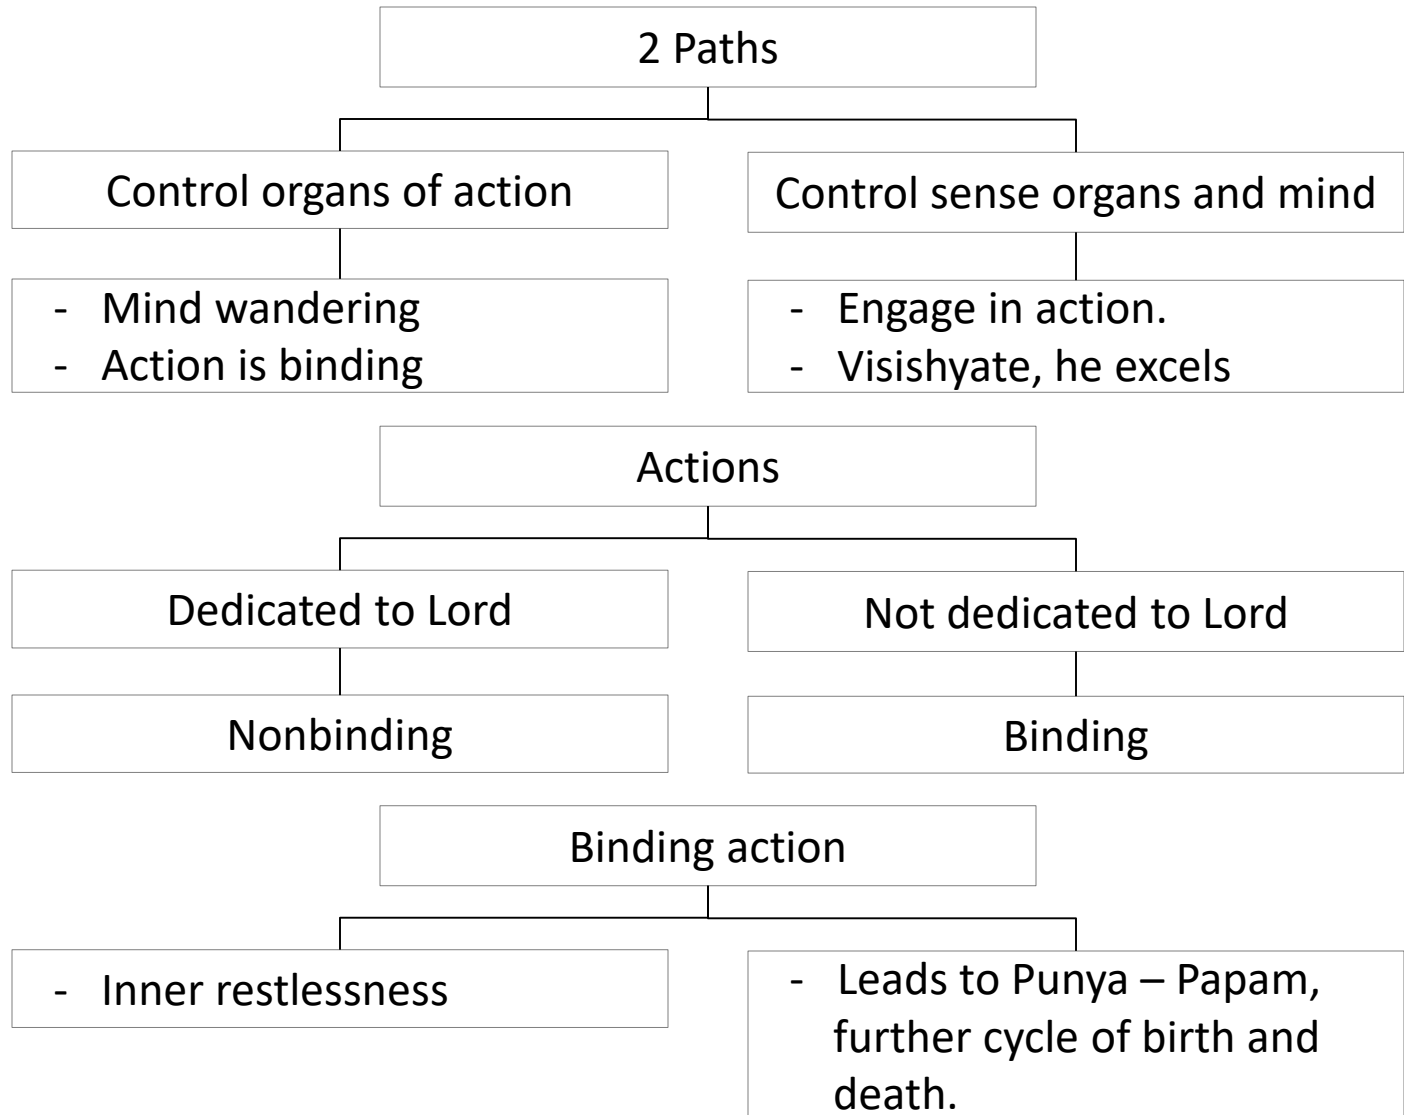 2 Paths
Control organs of action
Control sense organs and mind
- Mind wandering
- Action is binding
- Engage in action.
- Visishyate, he excels
Actions
Dedicated to Lord
Not dedicated to Lord
Nonbinding
Binding
Binding action
- Inner restlessness
- Leads to Punya – Papam,
further cycle of birth and
death.